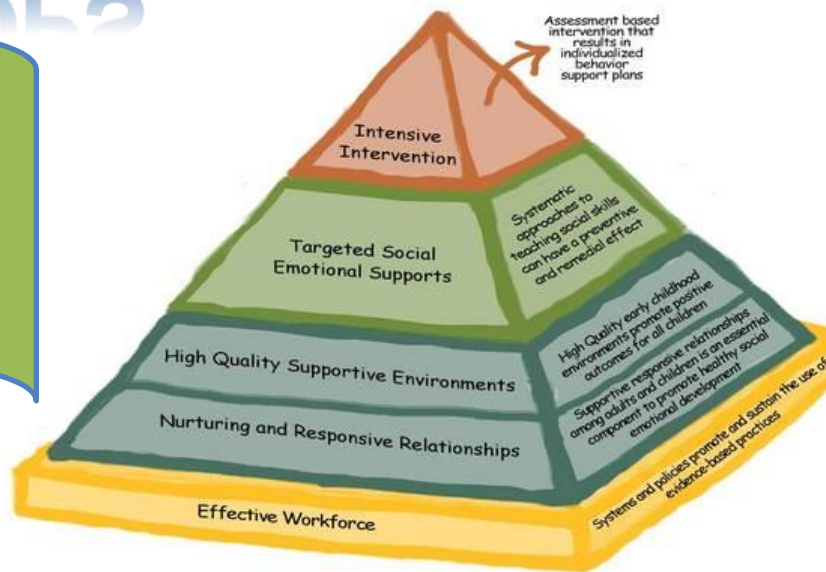 Assessment based
intervention that
results in
individualized
behavior
support plans
Intensive
Intervention
Targeted Social
Emotional Supports
Systematic
approaches to
teaching social skills
can have a preventive
and remedial effect
High Quality Supportive Environments
High Quality early childhood
environments promote positive
outcomes for all children
Nurturing and Responsive Relationships
Supportive responsive relationships
among adults and children is an essential
component to promote healthy social
emotional development
Effective Workforce
Systems and policies promote and sustain the use of
evidence-based practices